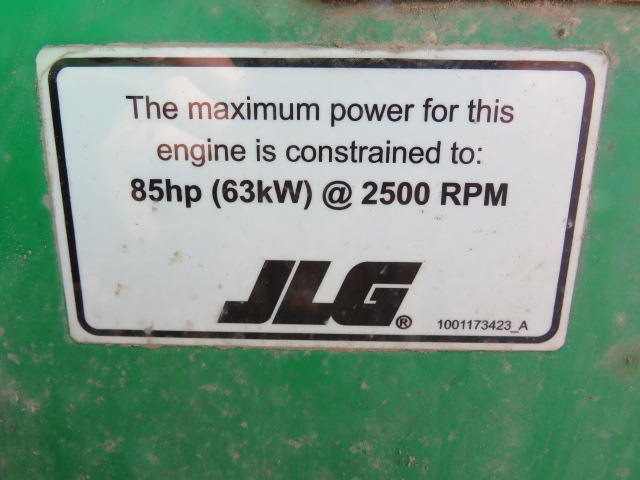 The maximum power for this
engine is constrained to:
85hp (63kW) @ 2500 RPM
JLG®
1001173423_A